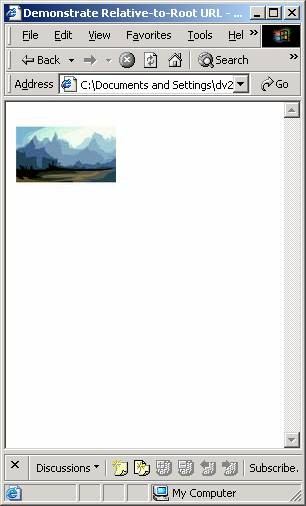 Demonstrate Relative-to-Root URL - ...
File Edit View Favorites Tools Hel »
Back » Search »
Address C:\Documents and Settings\dv2 Go
Discussions Subscribe.
My Computer